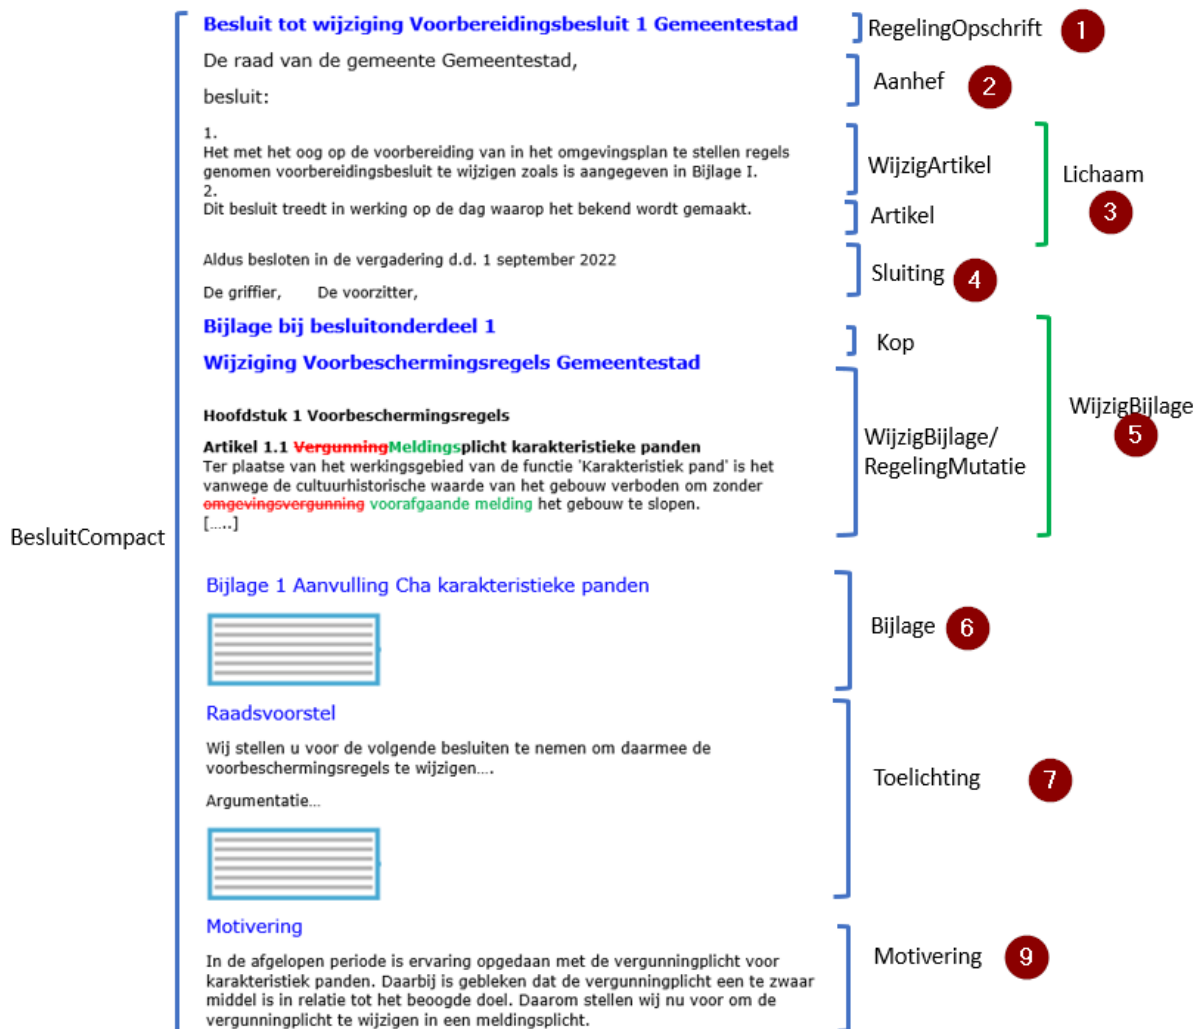 Besluit tot wijziging Voorbereidingsbesluit 1 Gemeentestad
RegelingOpschrift 1
De raad van de gemeente Gemeentestad,
Aanhef 2
besluit:
1.
Het met het oog op de voorbereiding van in het omgevingsplan te stellen regels
genomen voorbereidingsbesluit te wijzigen zoals is aangegeven in Bijlage I.
WijzigArtikel
Lichaam
3
2.
Dit besluit treedt in werking op de dag waarop het bekend wordt gemaakt.
Artikel
Aldus besloten in de vergadering d.d. 1 september 2022
Sluiting 4
De griffier, De voorzitter,
Bijlage bij besluitonderdeel 1
Kop
Wijziging Voorbeschermingsregels Gemeentestad
Hoofdstuk 1 Voorbeschermingsregels
WijzigBijlage
5
Artikel 1.1 VergunningMeldingsplicht karakteristieke panden
WijzigBijlage/
RegelingMutatie
Ter plaatse van het werkingsgebied van de functie 'Karakteristiek pand' is het
vanwege de cultuurhistorische waarde van het gebouw verboden om zonder
omgevingsvergunning voorafgaande melding het gebouw te slopen.
[.....]
BesluitCompact
Bijlage 1 Aanvulling Cha karakteristieke panden
Bijlage 6
Raadsvoorstel
Wij stellen u voor de volgende besluiten te nemen om daarmee de
voorbeschermingsregels te wijzigen....
Toelichting 7
Argumentatie...
Motivering
Motivering 9
In de afgelopen periode is ervaring opgedaan met de vergunningplicht voor
karakteristiek panden. Daarbij is gebleken dat de vergunningplicht een te zwaar
middel is in relatie tot het beoogde doel. Daarom stellen wij nu voor om de
vergunningplicht te wijzigen in een meldingsplicht.